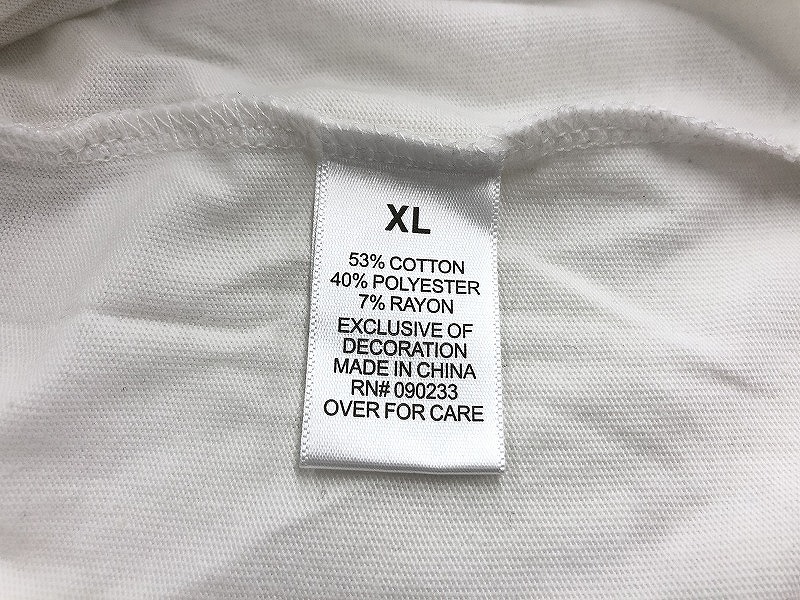 XL
53% COTTON
40% POLYESTER
7% RAYON
EXCLUSIVE OF
DECORATION
MADE IN CHINA
RN# 090233
OVER FOR CARE